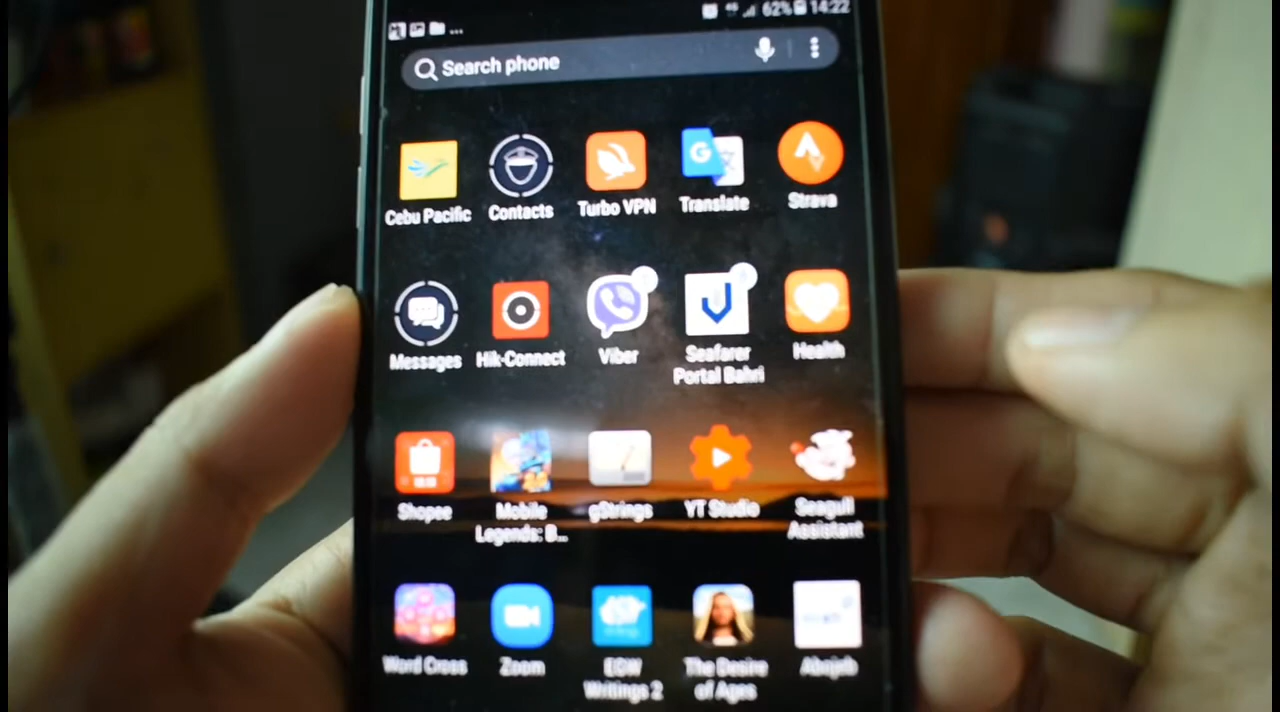 62% 14:22
Search phone
Cebu Pacific
Contacts
Turbo VPN
Translate
Strava
Messages
Hik-Connect
Viber
Seafarer
Portal Bahri
Health
Shopee
Mobile
Legends: B...
gStrings
YT Studio
Seagull
Assistant
Word Cross
Zoom
EGW
Writings 2
The Desire
of Ages